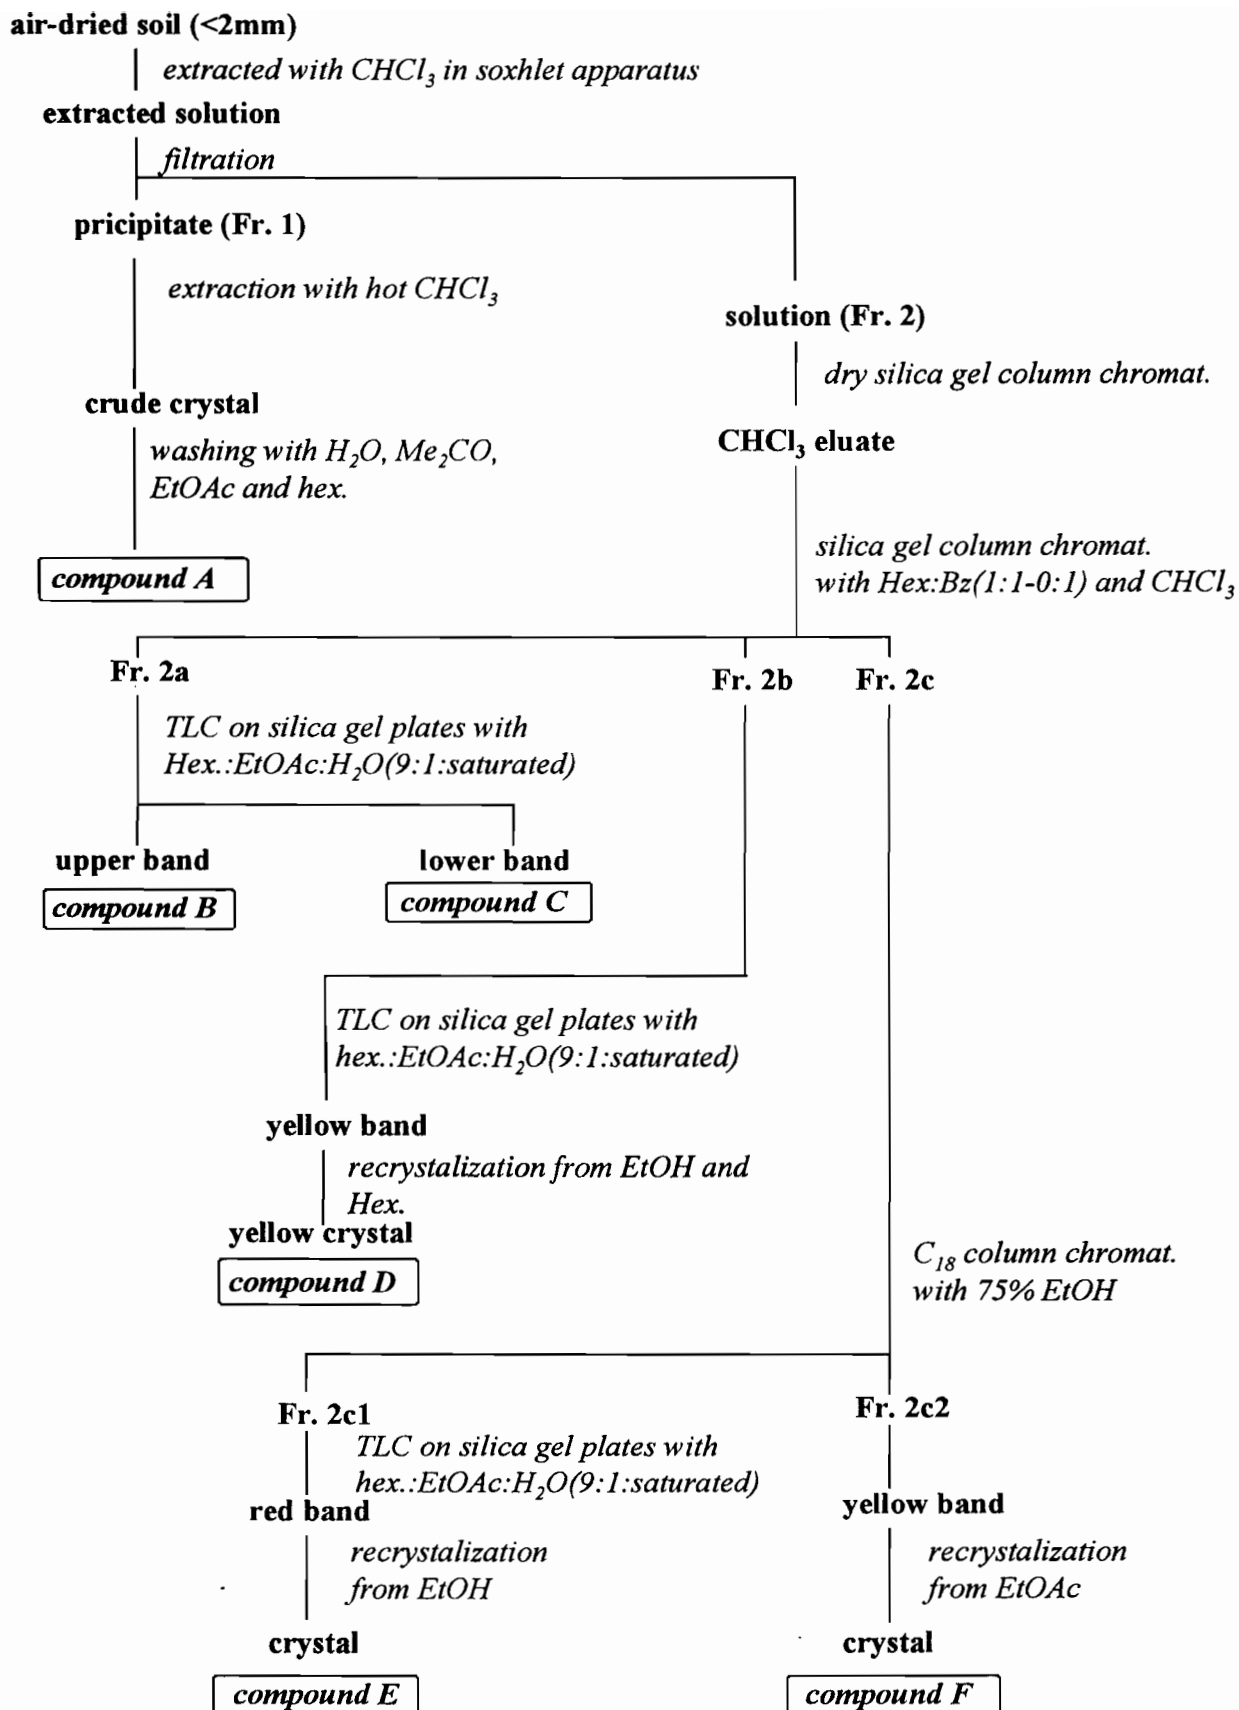 air-dried soil (<2mm)
extracted with CHCl₃ in soxhlet apparatus
extracted solution
filtration
pricipitate (Fr. 1)
extraction with hot CHCl₃
solution (Fr. 2)
dry silica gel column chromat.
crude crystal
CHCl₃ eluate
washing with H₂O, Me₂CO,
EtOAc and hex.
silica gel column chromat.
with Hex:Bz(1:1-0:1) and CHCl₃
compound A
Fr. 2a
Fr. 2b
Fr. 2c
TLC on silica gel plates with
Hex.:EtOAc:H₂O(9:1:saturated)
upper band
lower band
compound B
compound C
TLC on silica gel plates with
hex.:EtOAc:H₂O(9:1:saturated)
yellow band
recrystalization from EtOH and
Hex.
yellow crystal
compound D
C₁₈ column chromat.
with 75% EtOH
Fr. 2c1
Fr. 2c2
TLC on silica gel plates with
hex.:EtOAc:H₂O(9:1:saturated)
red band
yellow band
recrystalization
from EtOH
recrystalization
from EtOAc
crystal
crystal
compound E
compound F